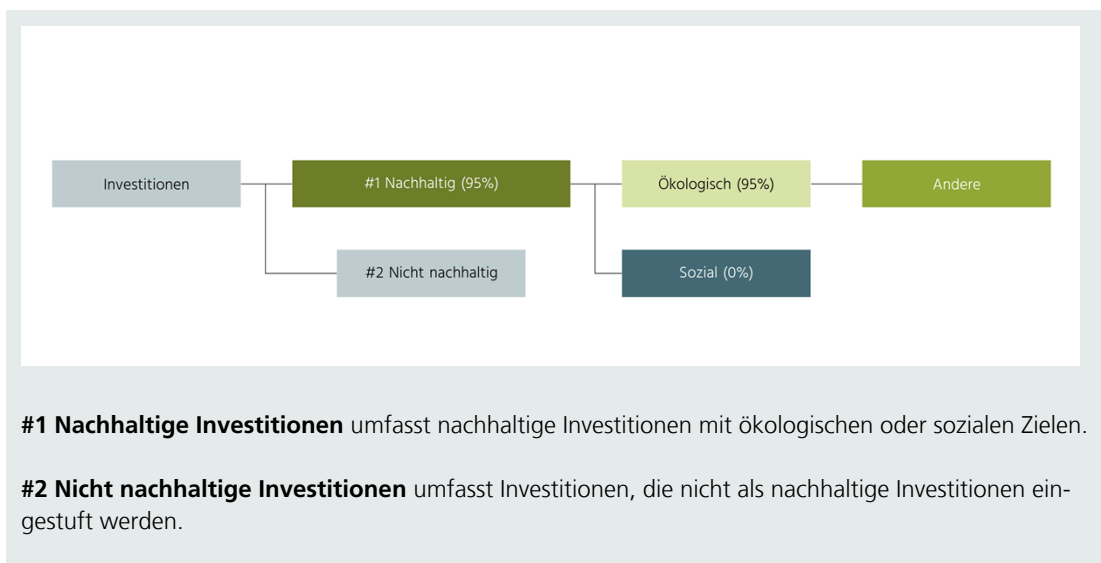 Investitionen
#1 Nachhaltig (95%)
Ökologisch (95%)
Andere
#2 Nicht nachhaltig
Sozial (0%)
#1 Nachhaltige Investitionen umfasst nachhaltige Investitionen mit ökologischen oder sozialen Zielen.
#2 Nicht nachhaltige Investitionen umfasst Investitionen, die nicht als nachhaltige Investitionen ein-
gestuft werden.